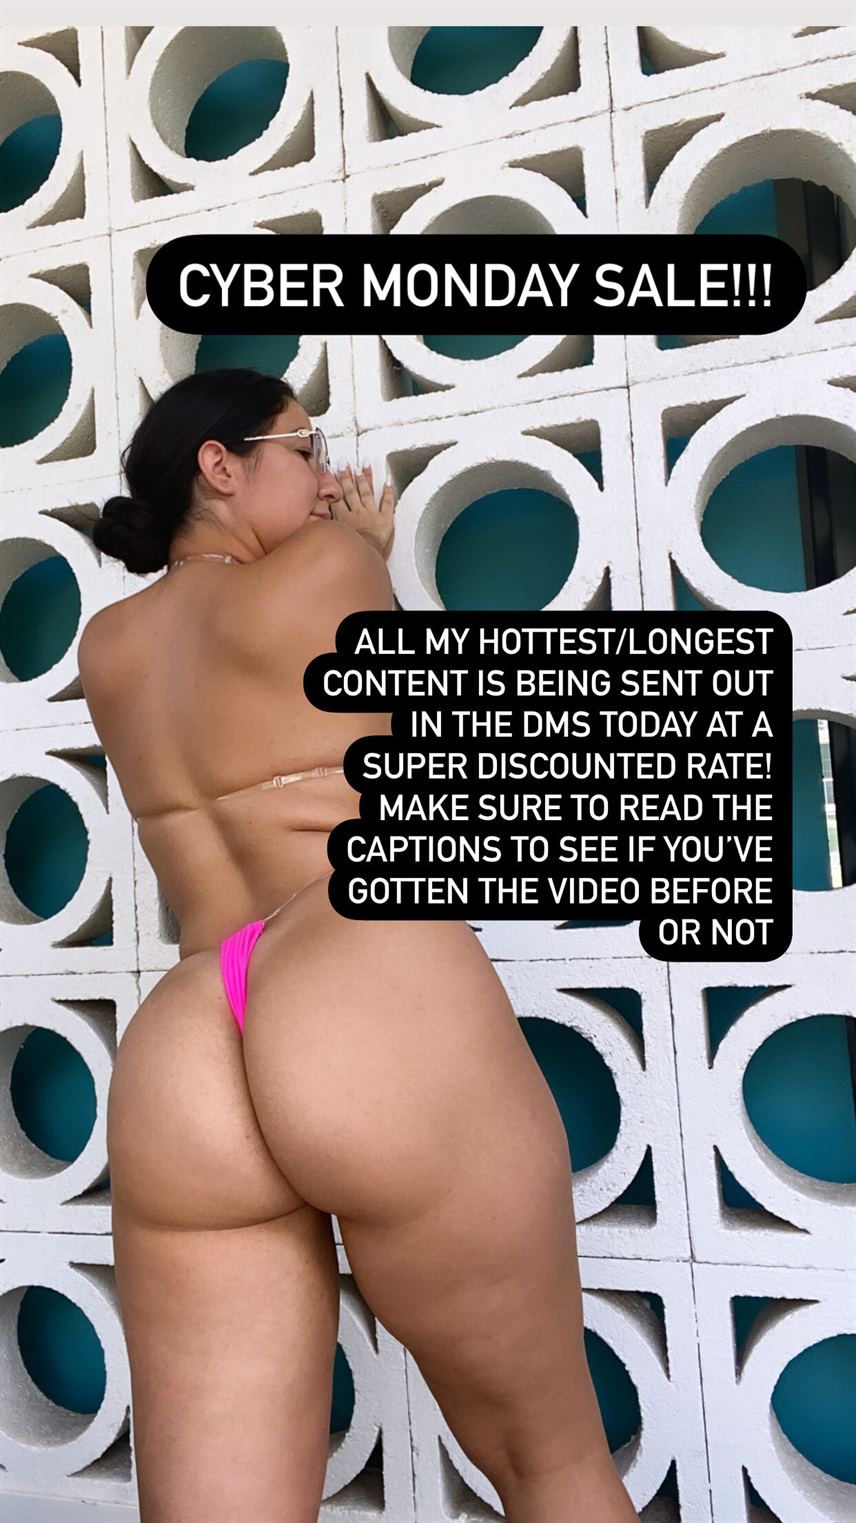 CYBER MONDAY SALE!!!
ALL MY HOTTEST/LONGEST
CONTENT IS BEING SENT OUT
IN THE DMS TODAY AT A
SUPER DISCOUNTED RATE!
MAKE SURE TO READ THE
CAPTIONS TO SEE IF YOU’VE
GOTTEN THE VIDEO BEFORE
OR NOT